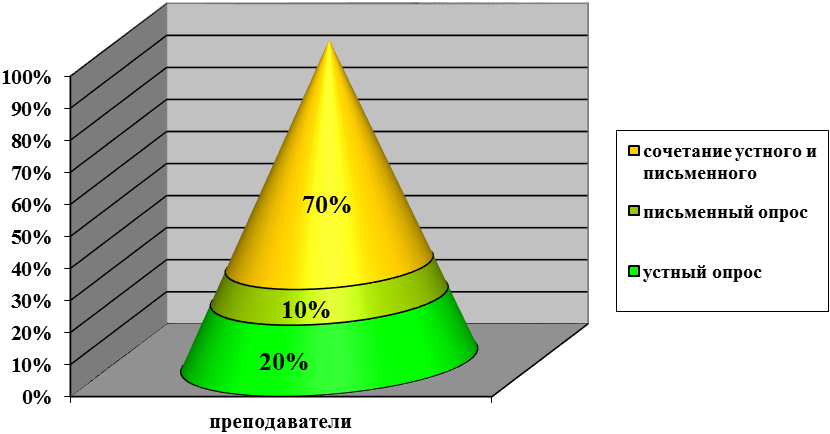 100%
90%
80%
70%
60%
50%
40%
30%
20%
10%
0%
70%
10%
20%
преподаватели
сочетание устного и
письменного
письменный опрос
устный опрос